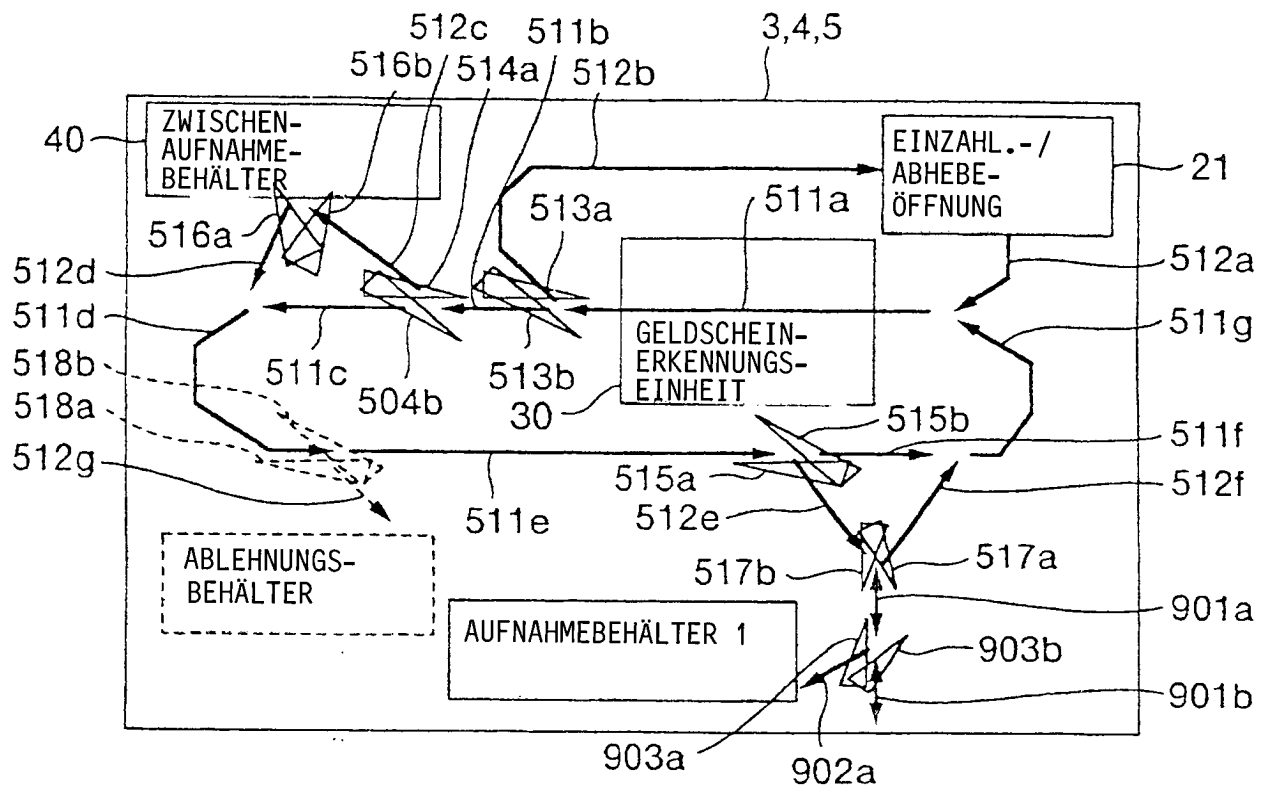 3,4,5
512c
511b
516b
514a
512b
40
ZWISCHEN-
AUFNAHME-
BEHÄLTER
EINZAHL.-/
ABHEBE-
ÖFFNUNG
21
516a
513a
511a
512d
512a
511d
511g
GELDSCHEIN-
ERKENNUNGS-
EINHEIT
518b
511c
504b
513b
30
518a
515b
511f
512g
515a
512f
511e
512e
ABLEHNUNGS-
BEHÄLTER
517b
517a
901a
AUFNAHMEBEHÄLTER 1
903b
901b
903a
902a